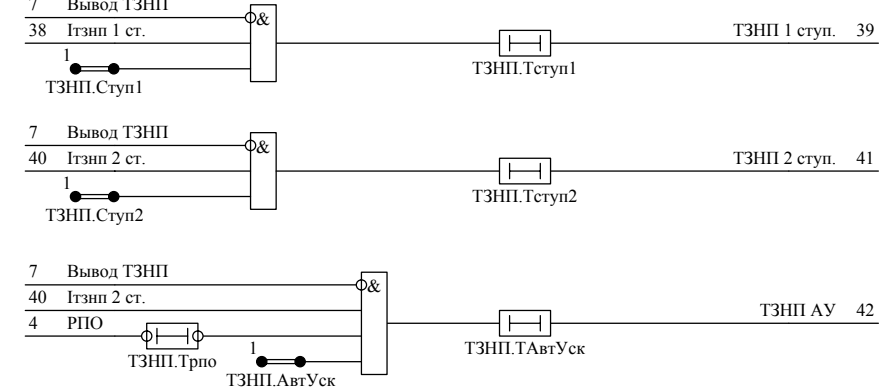 7 Вывод ТЗНП
&
38 Iтзнп 1 ст.
ТЗНП 1 ступ. 39
1
ТЗНП.Ступ1
ТЗНП.Тступ1
7 Вывод ТЗНП
&
40 Iтзнп 2 ст.
ТЗНП 2 ступ. 41
1
ТЗНП.Ступ2
ТЗНП.Тступ2
7 Вывод ТЗНП
&
40 Iтзнп 2 ст.
ТЗНП АУ 42
4 РПО
ТЗНП.Трпо
1
ТЗНП.ТАвтУск
ТЗНП.АвтУск